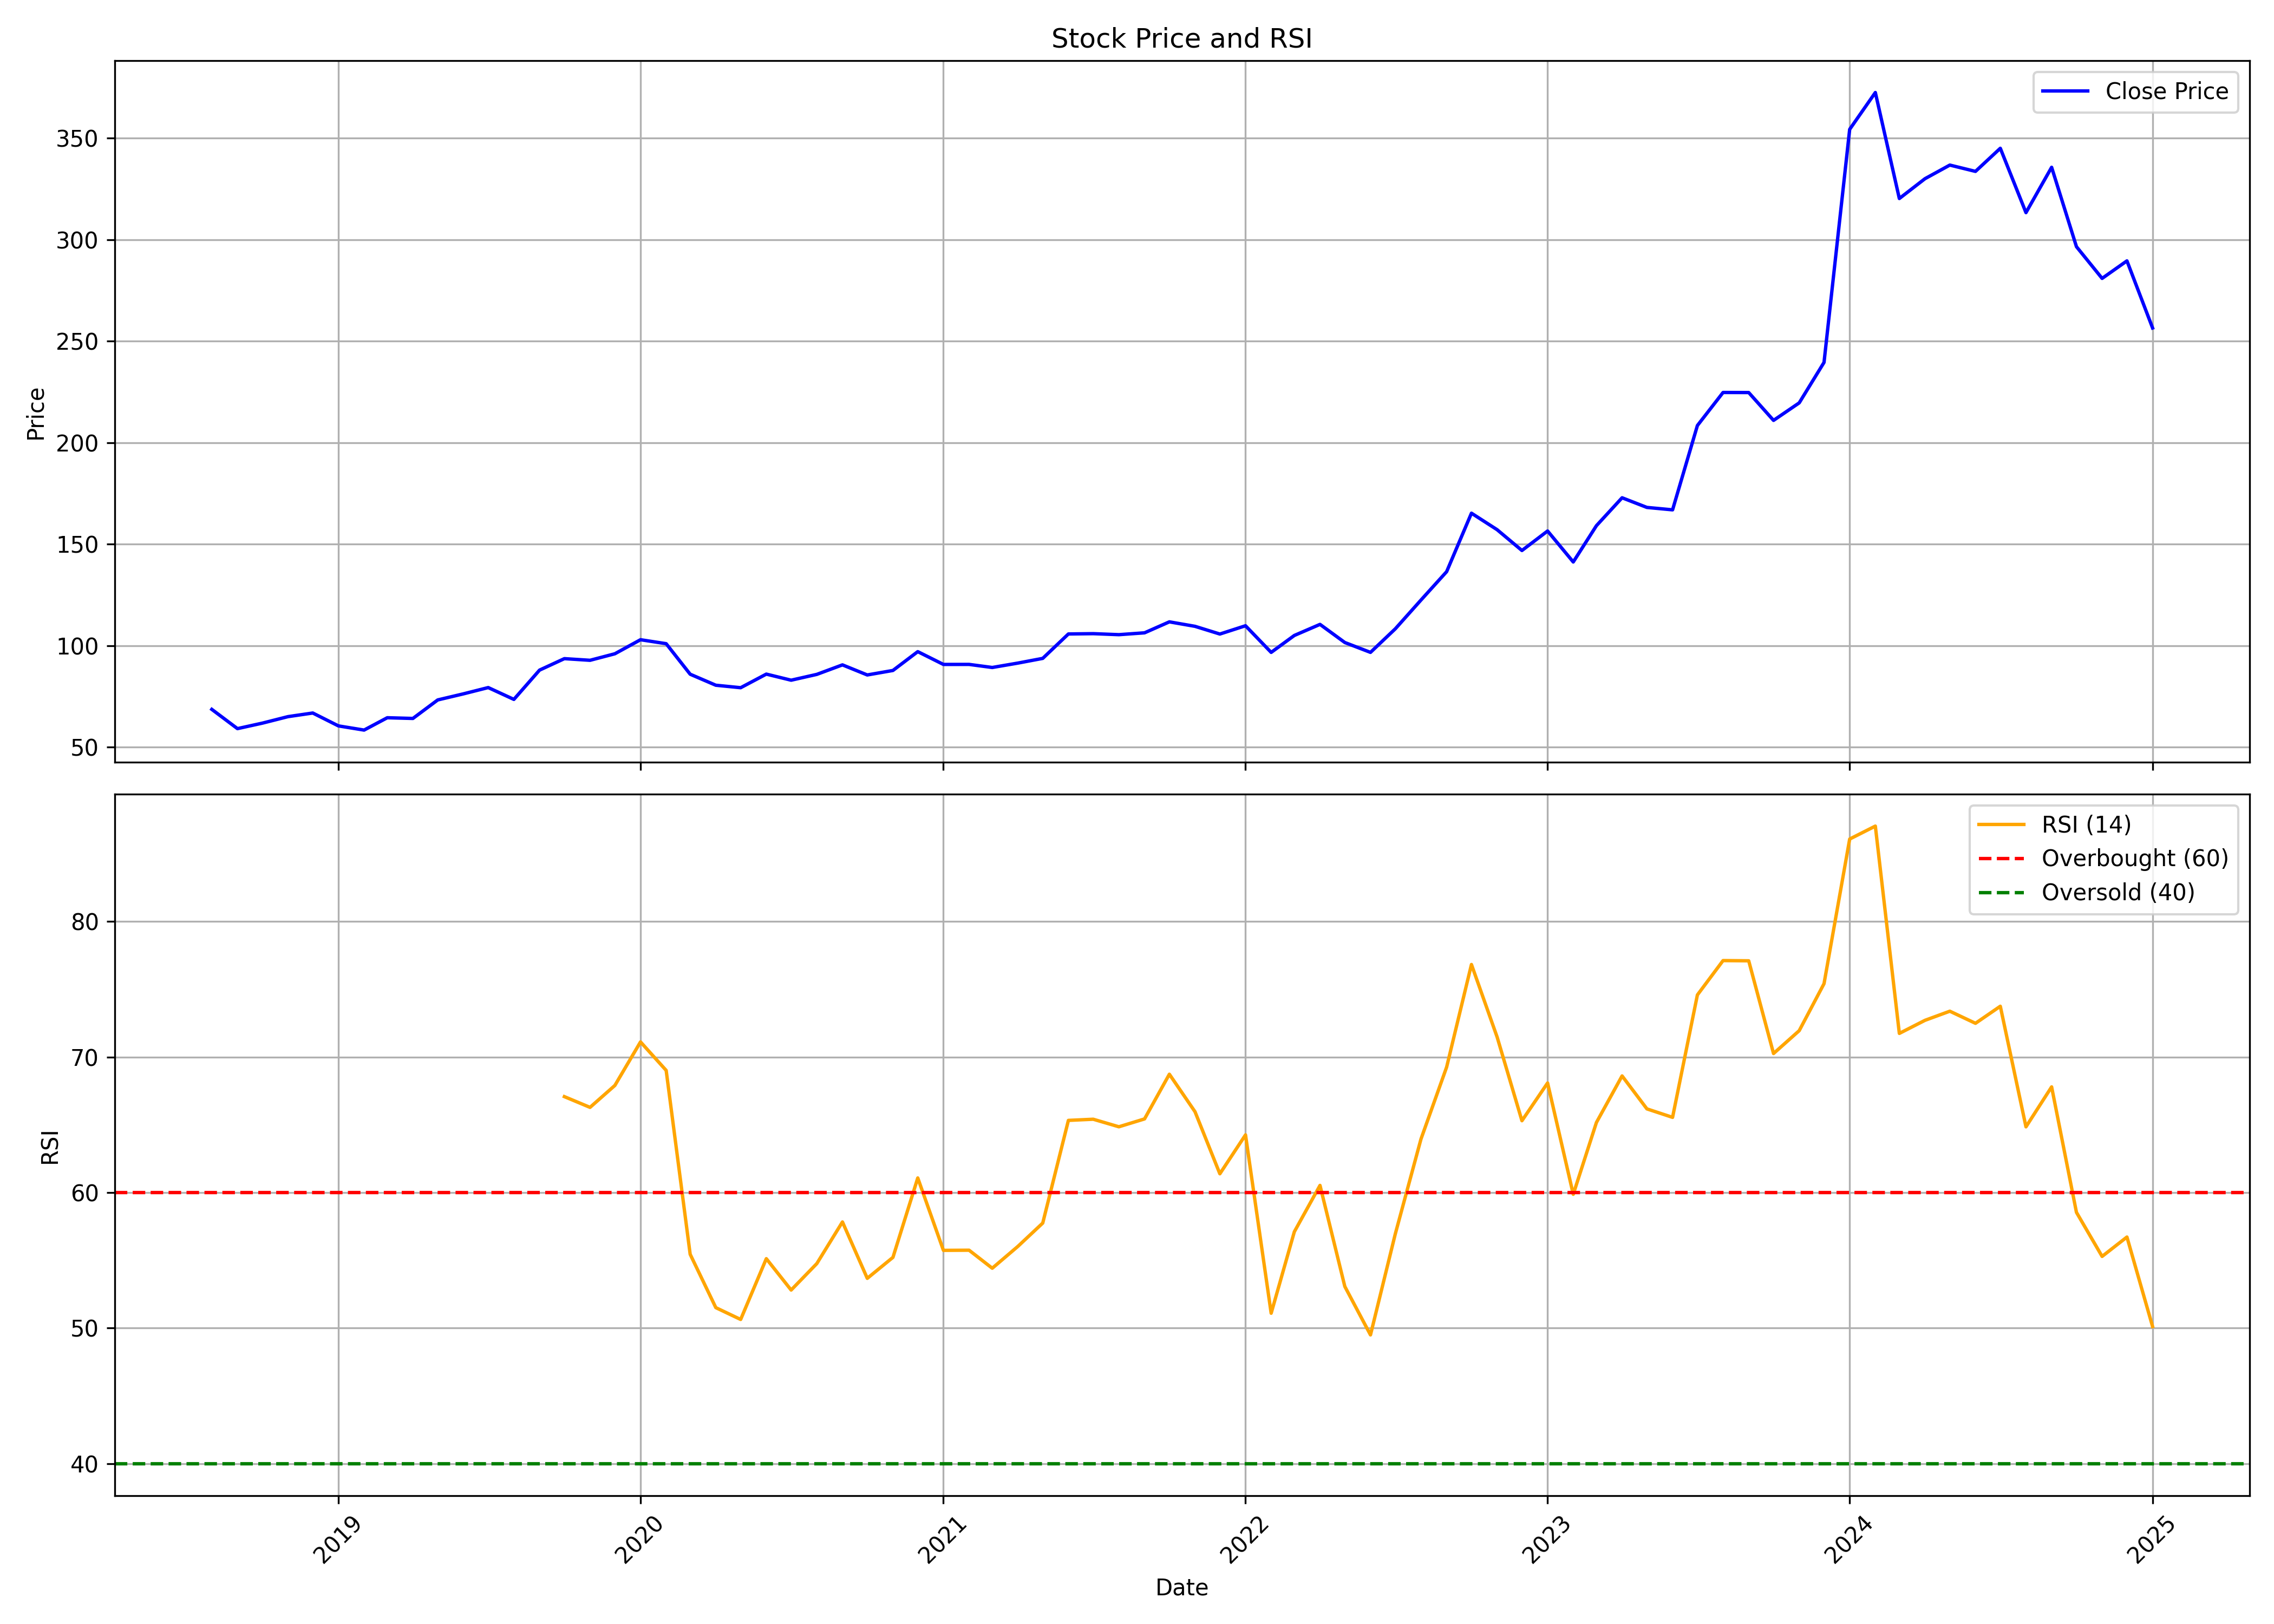 Stock Price and RSI
Close Price
350
300
250
200
150
100
50
Price
RSI (14)
Overbought (60)
Oversold (40)
80
70
60
50
40
RSI
2019
2020
2021
2022
2023
2024
2025
Date